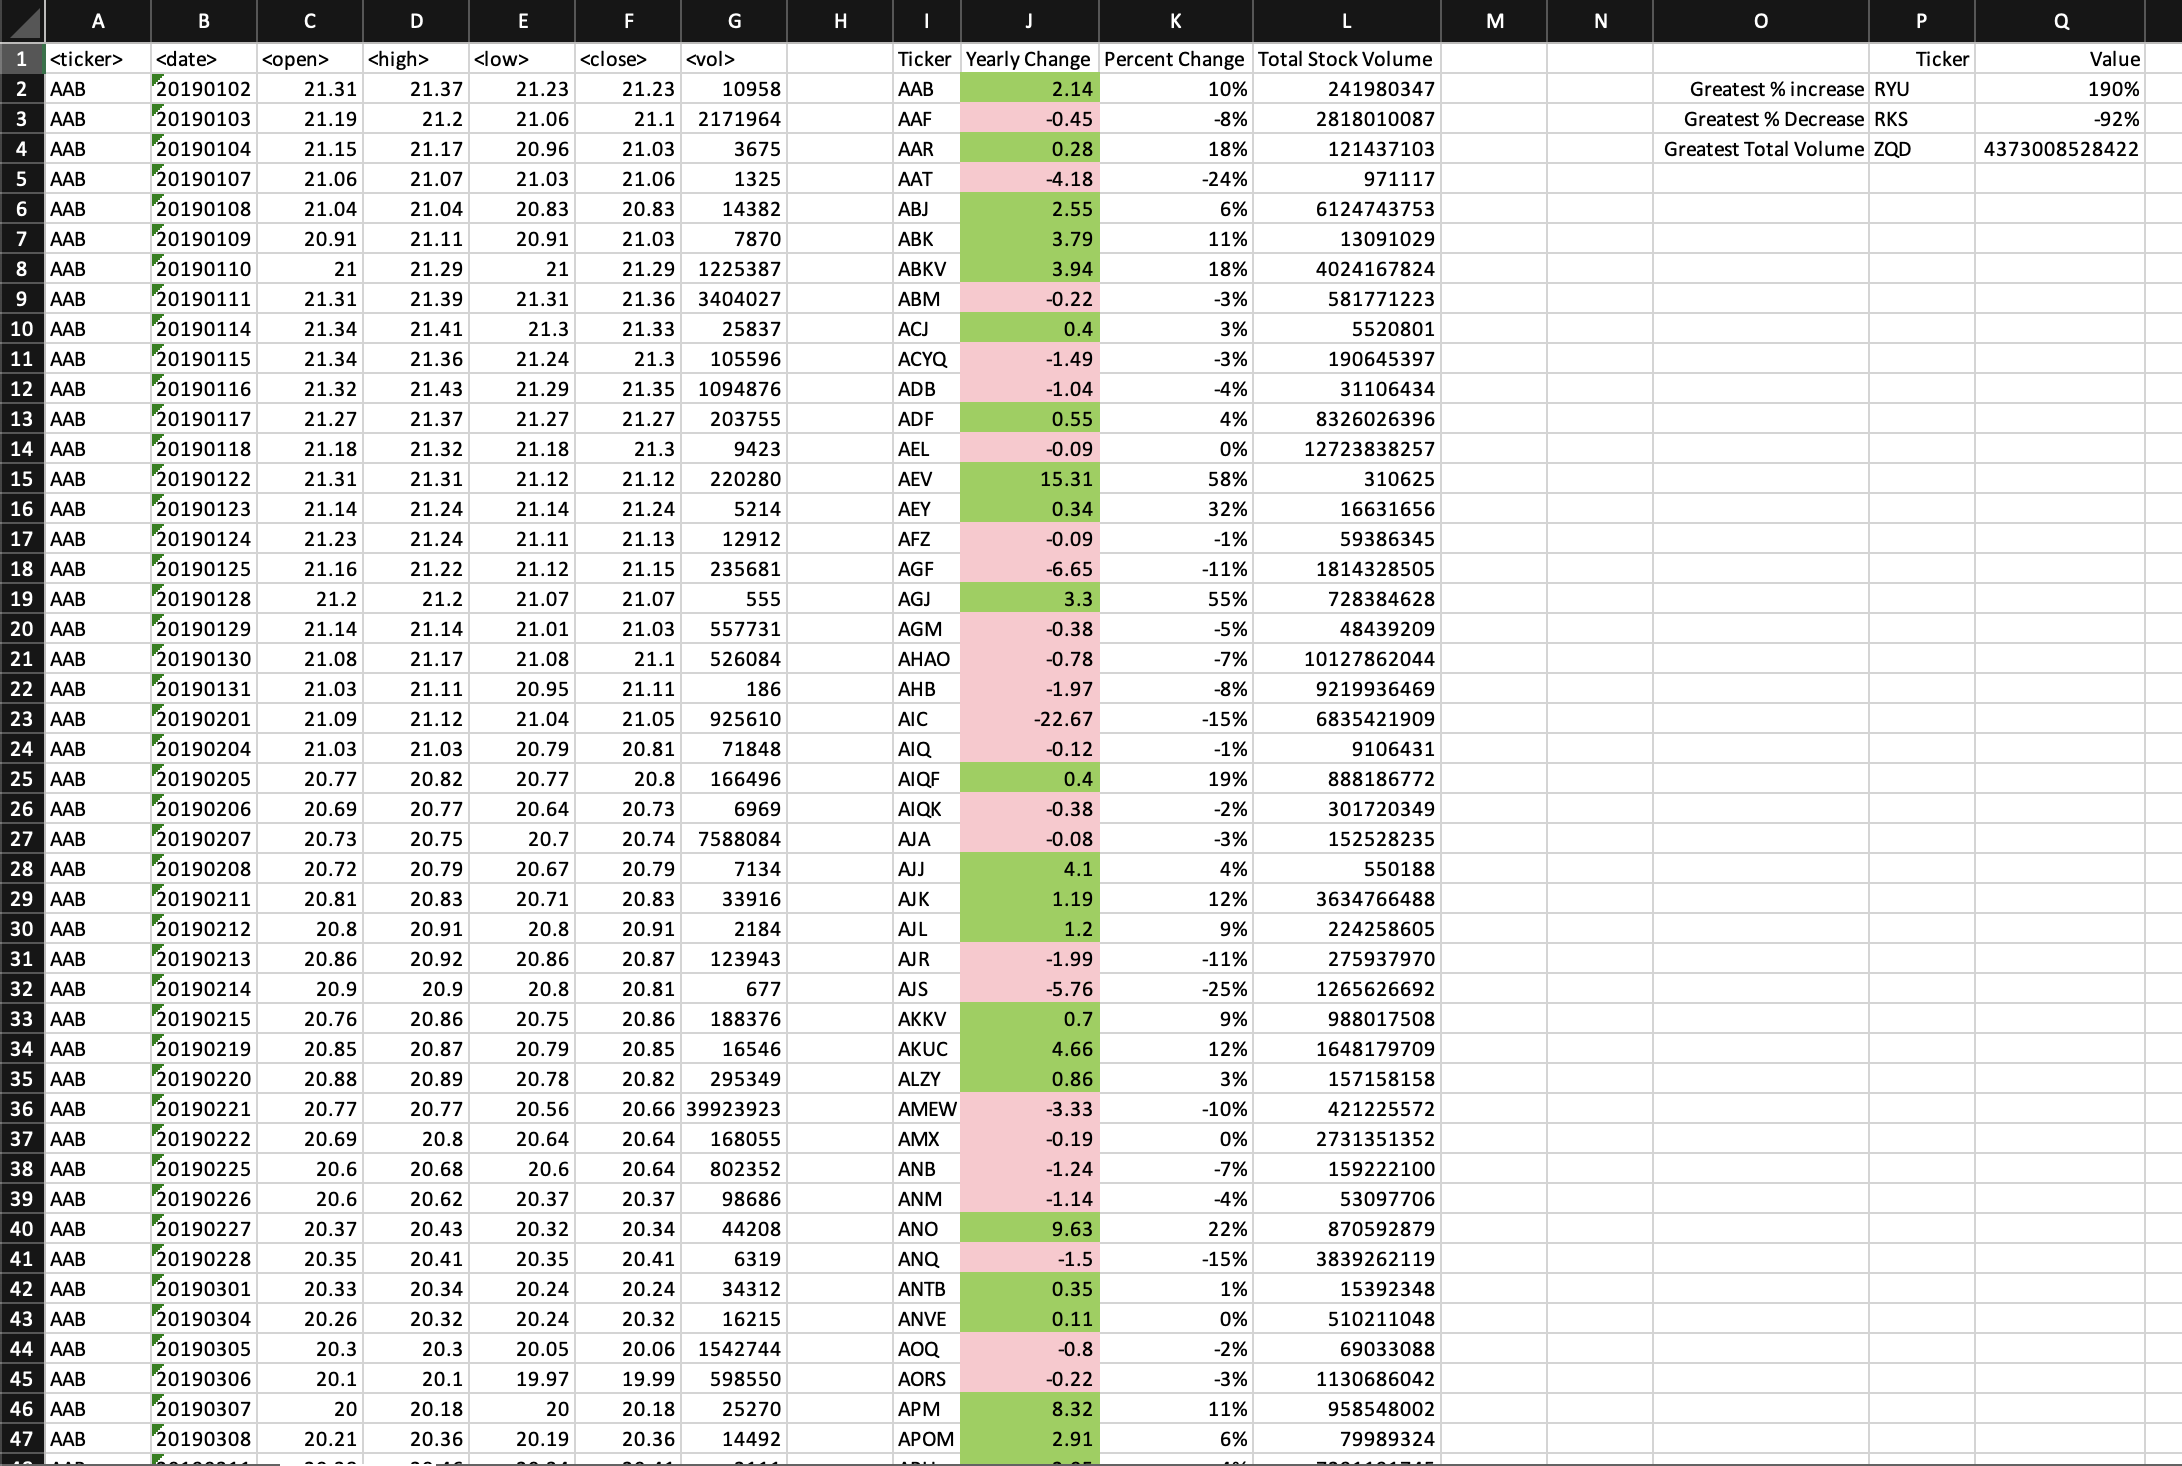 A B C D E F G H I J K L M N O P Q
1 <ticker> <date> <open> <high> <low> <close> <vol> Ticker Yearly Change Percent Change Total Stock Volume Ticker Value
2 AAB 20190102 21.31 21.37 21.23 21.23 10958 AAB 2.14 10% 241980347 Greatest % increase RYU 190%
3 AAB 20190103 21.19 21.2 21.06 21.1 2171964 AAF -0.45 -8% 2818010087 Greatest % Decrease RKS -92%
4 AAB 20190104 21.15 21.17 20.96 21.03 3675 AAR 0.28 18% 121437103 Greatest Total Volume ZQD 4373008528422
5 AAB 20190107 21.06 21.07 21.03 21.06 1325 AAT -4.18 -24% 971117
6 AAB 20190108 21.04 21.04 20.83 20.83 14382 ABJ 2.55 6% 6124743753
7 AAB 20190109 20.91 21.11 20.91 21.03 7870 ABK 3.79 11% 13091029
8 AAB 20190110 21 21.29 21 21.29 1225387 ABKV 3.94 18% 4024167824
9 AAB 20190111 21.31 21.39 21.31 21.36 3404027 ABM -0.22 -3% 581771223
10 AAB 20190114 21.34 21.41 21.3 21.33 25837 ACJ 0.4 3% 5520801
11 AAB 20190115 21.34 21.36 21.24 21.3 105596 ACYQ -1.49 -3% 190645397
12 AAB 20190116 21.32 21.43 21.29 21.35 1094876 ADB -1.04 -4% 31106434
13 AAB 20190117 21.27 21.37 21.27 21.27 203755 ADF 0.55 4% 8326026396
14 AAB 20190118 21.18 21.32 21.18 21.3 9423 AEL -0.09 0% 12723838257
15 AAB 20190122 21.31 21.31 21.12 21.12 220280 AEV 15.31 58% 310625
16 AAB 20190123 21.14 21.24 21.14 21.24 5214 AEY 0.34 32% 16631656
17 AAB 20190124 21.23 21.24 21.11 21.13 12912 AFZ -0.09 -1% 59386345
18 AAB 20190125 21.16 21.22 21.12 21.15 235681 AGF -6.65 -11% 1814328505
19 AAB 20190128 21.2 21.2 21.07 21.07 555 AGJ 3.3 55% 728384628
20 AAB 20190129 21.14 21.14 21.01 21.03 557731 AGM -0.38 -5% 48439209
21 AAB 20190130 21.08 21.17 21.08 21.1 526084 AHAO -0.78 -7% 10127862044
22 AAB 20190131 21.03 21.11 20.95 21.11 186 AHB -1.97 -8% 9219936469
23 AAB 20190201 21.09 21.12 21.04 21.05 925610 AIC -22.67 -15% 6835421909
24 AAB 20190204 21.03 21.03 20.79 20.81 71848 AIQ -0.12 -1% 9106431
25 AAB 20190205 20.77 20.82 20.77 20.8 166496 AIQF 0.4 19% 888186772
26 AAB 20190206 20.69 20.77 20.64 20.73 6969 AIQK -0.38 -2% 301720349
27 AAB 20190207 20.73 20.75 20.7 20.74 7588084 AJA -0.08 -3% 152528235
28 AAB 20190208 20.72 20.79 20.67 20.79 7134 AJJ 4.1 4% 550188
29 AAB 20190211 20.81 20.83 20.71 20.83 33916 AJK 1.19 12% 3634766488
30 AAB 20190212 20.8 20.91 20.8 20.91 2184 AJL 1.2 9% 224258605
31 AAB 20190213 20.86 20.92 20.86 20.87 123943 AJR -1.99 -11% 275937970
32 AAB 20190214 20.9 20.9 20.8 20.81 677 AJS -5.76 -25% 1265626692
33 AAB 20190215 20.76 20.86 20.75 20.86 188376 AKKV 0.7 9% 988017508
34 AAB 20190219 20.85 20.87 20.79 20.85 16546 AKUC 4.66 12% 1648179709
35 AAB 20190220 20.88 20.89 20.78 20.82 295349 ALZY 0.86 3% 157158158
36 AAB 20190221 20.77 20.77 20.56 20.66 39923923 AMEW -3.33 -10% 421225572
37 AAB 20190222 20.69 20.8 20.64 20.64 168055 AMX -0.19 0% 2731351352
38 AAB 20190225 20.6 20.68 20.6 20.64 802352 ANB -1.24 -7% 159222100
39 AAB 20190226 20.6 20.62 20.37 20.37 98686 ANM -1.14 -4% 53097706
40 AAB 20190227 20.37 20.43 20.32 20.34 44208 ANO 9.63 22% 870592879
41 AAB 20190228 20.35 20.41 20.35 20.41 6319 ANQ -1.5 -15% 3839262119
42 AAB 20190301 20.33 20.34 20.24 20.24 34312 ANTB 0.35 1% 15392348
43 AAB 20190304 20.26 20.32 20.24 20.32 16215 ANVE 0.11 0% 510211048
44 AAB 20190305 20.3 20.3 20.05 20.06 1542744 AOQ -0.8 -2% 69033088
45 AAB 20190306 20.1 20.1 19.97 19.99 598550 AORS -0.22 -3% 1130686042
46 AAB 20190307 20 20.18 20 20.18 25270 APM 8.32 11% 958548002
47 AAB 20190308 20.21 20.36 20.19 20.36 14492 APOM 2.91 6% 79989324